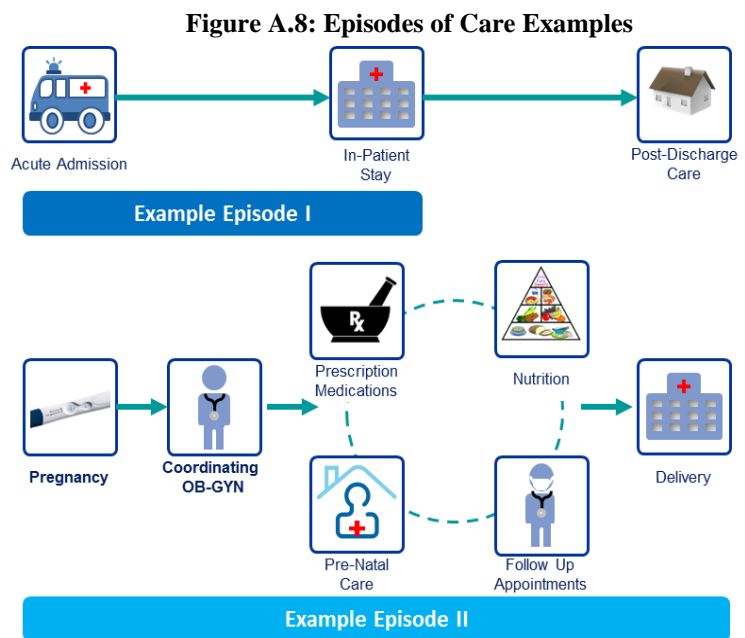 Figure A.8: Episodes of Care Examples
Acute Admission
In-Patient
Stay
Post-Discharge
Care
Example Episode I
Rx
Prescription
Medications
Nutrition
Pregnancy
Coordinating
OB-GYN
Delivery
Pre-Natal
Care
Follow Up
Appointments
Example Episode II